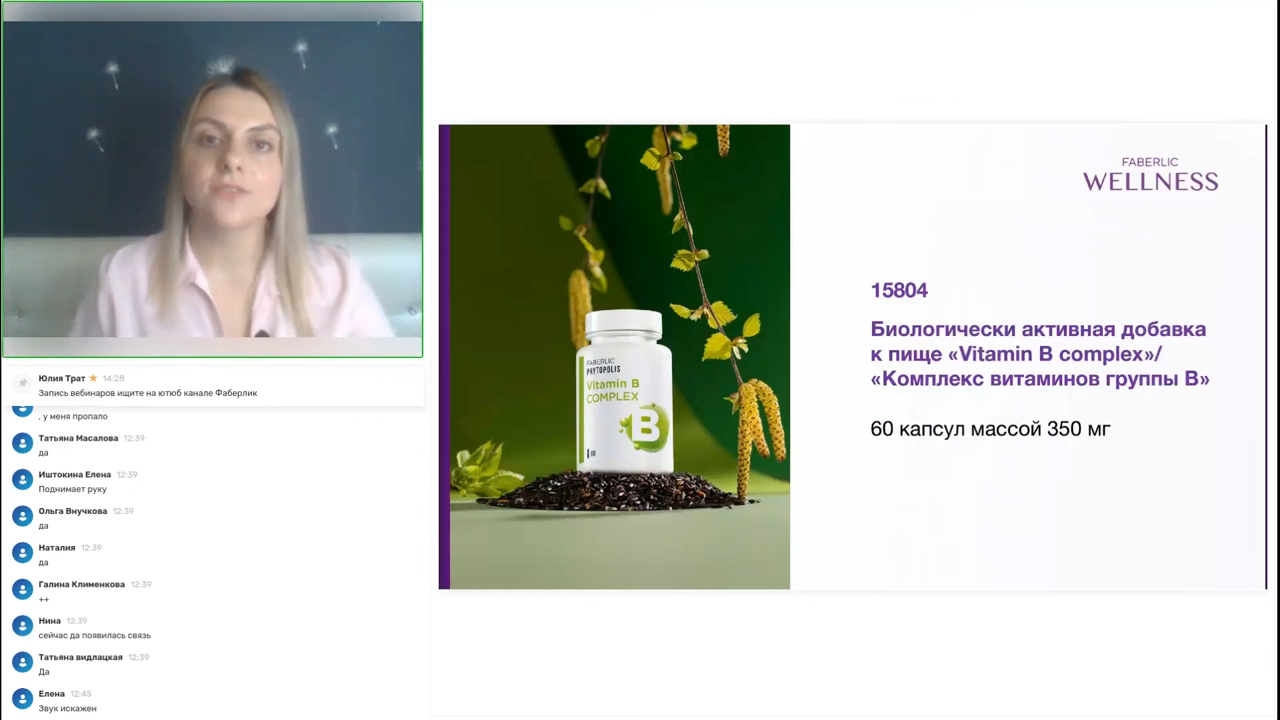 Юлия Трат 14:28
Запись вебинаров ищите на ютюб канале Фаберлик
, у меня пропало
Татьяна Масалова 12:39
да
Иштокина Елена 12:39
Поднимает руку
Ольга Внучкова 12:39
да
Наталия 12:39
да
Галина Клименкова 12:39
++
Нина 12:39
сейчас да появилась связь
Татьяна видлацкая 12:39
Да
Елена 12:45
Звук искажен
FABERLIC
PHYTOPOLIS
Vitamin B
COMPLEX
B
60
FABERLIC
WELLNESS
15804
Биологически активная добавка
к пище «Vitamin B complex»/
«Комплекс витаминов группы В»
60 капсул массой 350 мг